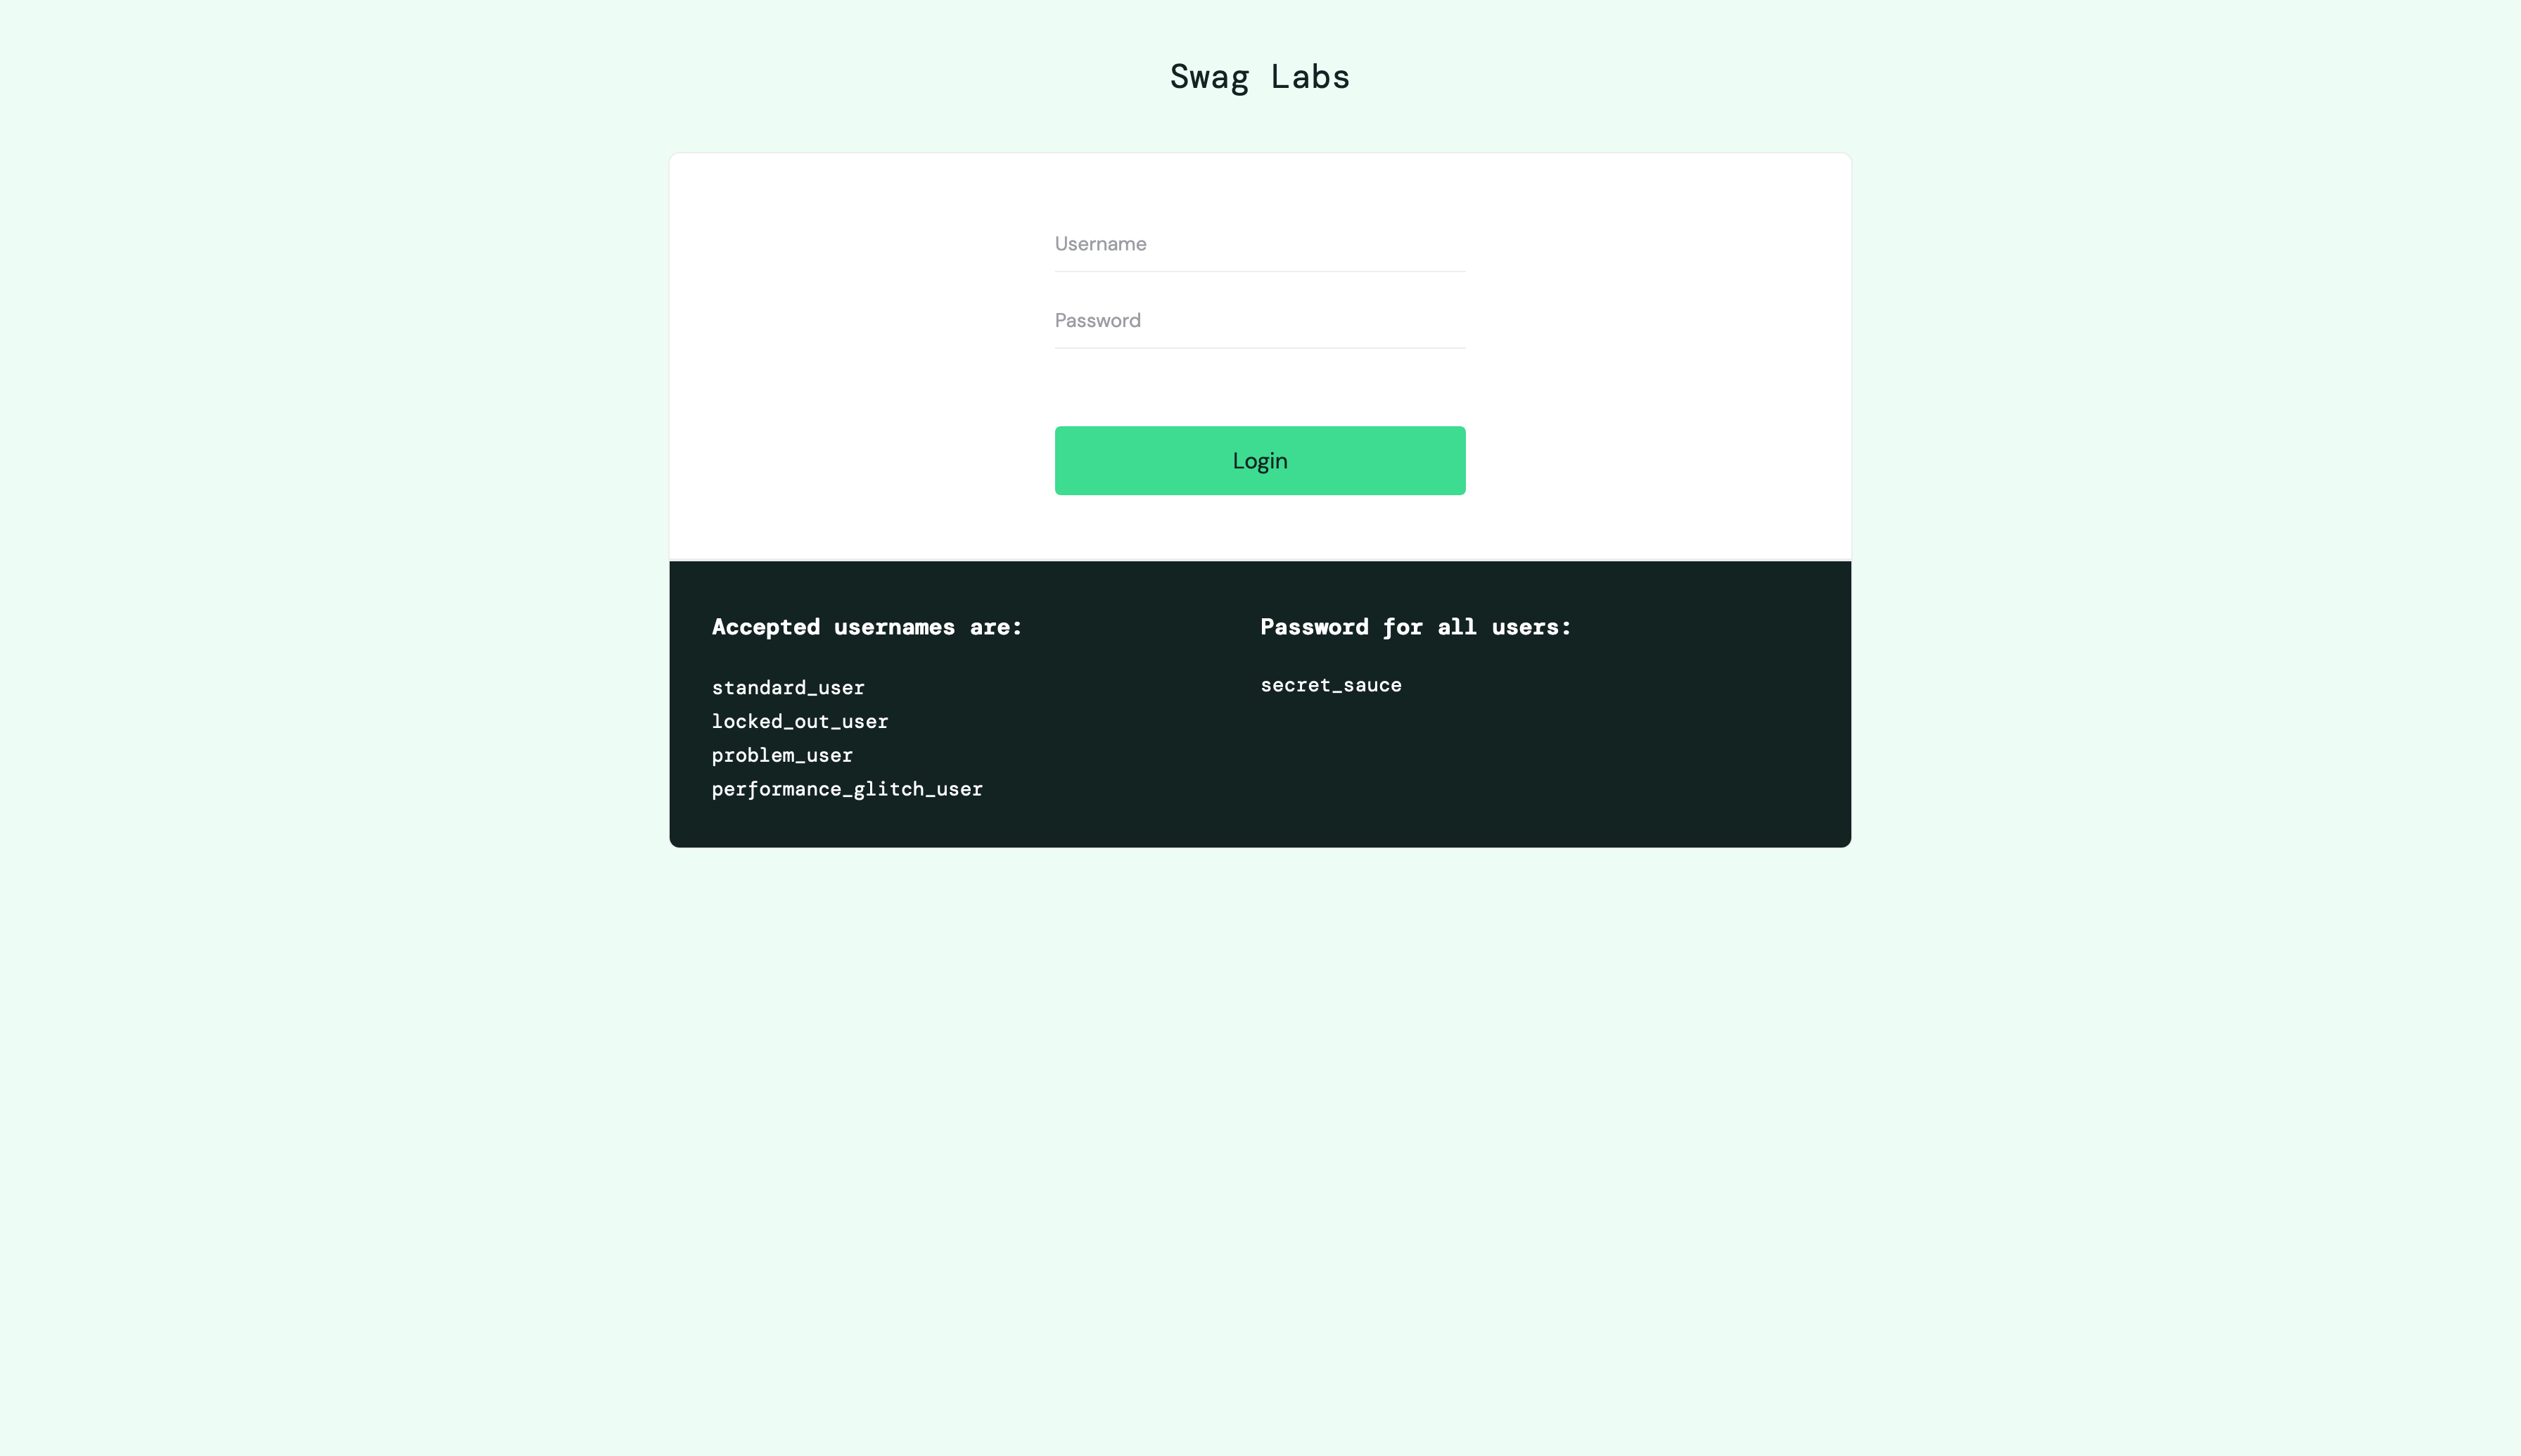 Swag Labs
Username
Password
Login
Accepted usernames are:
standard_user
locked_out_user
problem_user
performance_glitch_user
Password for all users:
secret_sauce